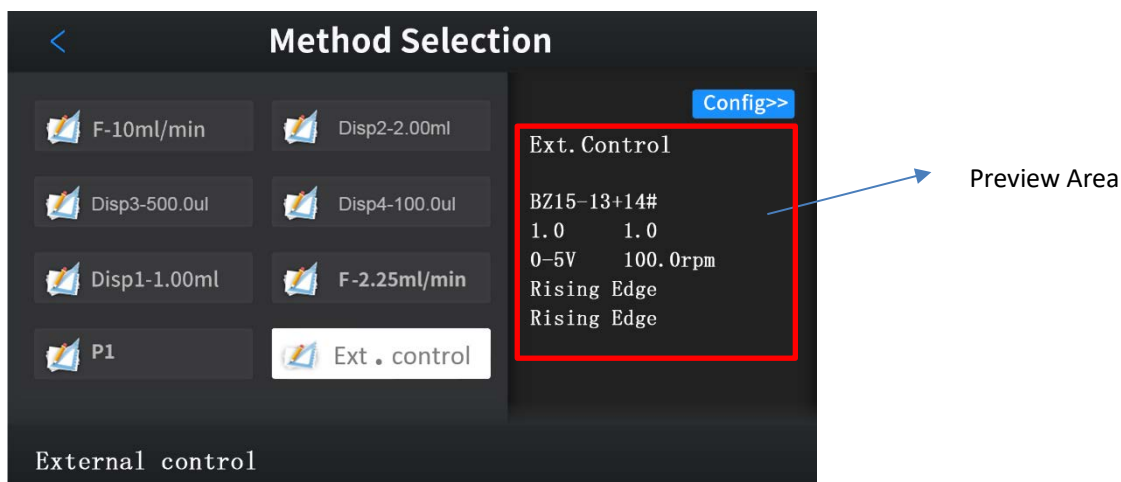 <
Method Selection
F-10ml/min
Disp2-2.00ml
Disp3-500.0ul
Disp4-100.0ul
Disp1-1.00ml
F-2.25ml/min
P1
Ext . control
Config>>
Ext.Control
BZ15-13+14#
1.0 1.0
0-5V 100.0rpm
Rising Edge
Rising Edge
Preview Area
External control